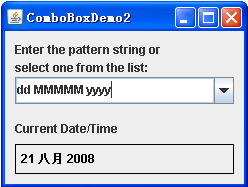 ComboBoxDemo2
Enter the pattern string or
select one from the list:
dd MMMMM yyyy
Current Date/Time
21 八月 2008